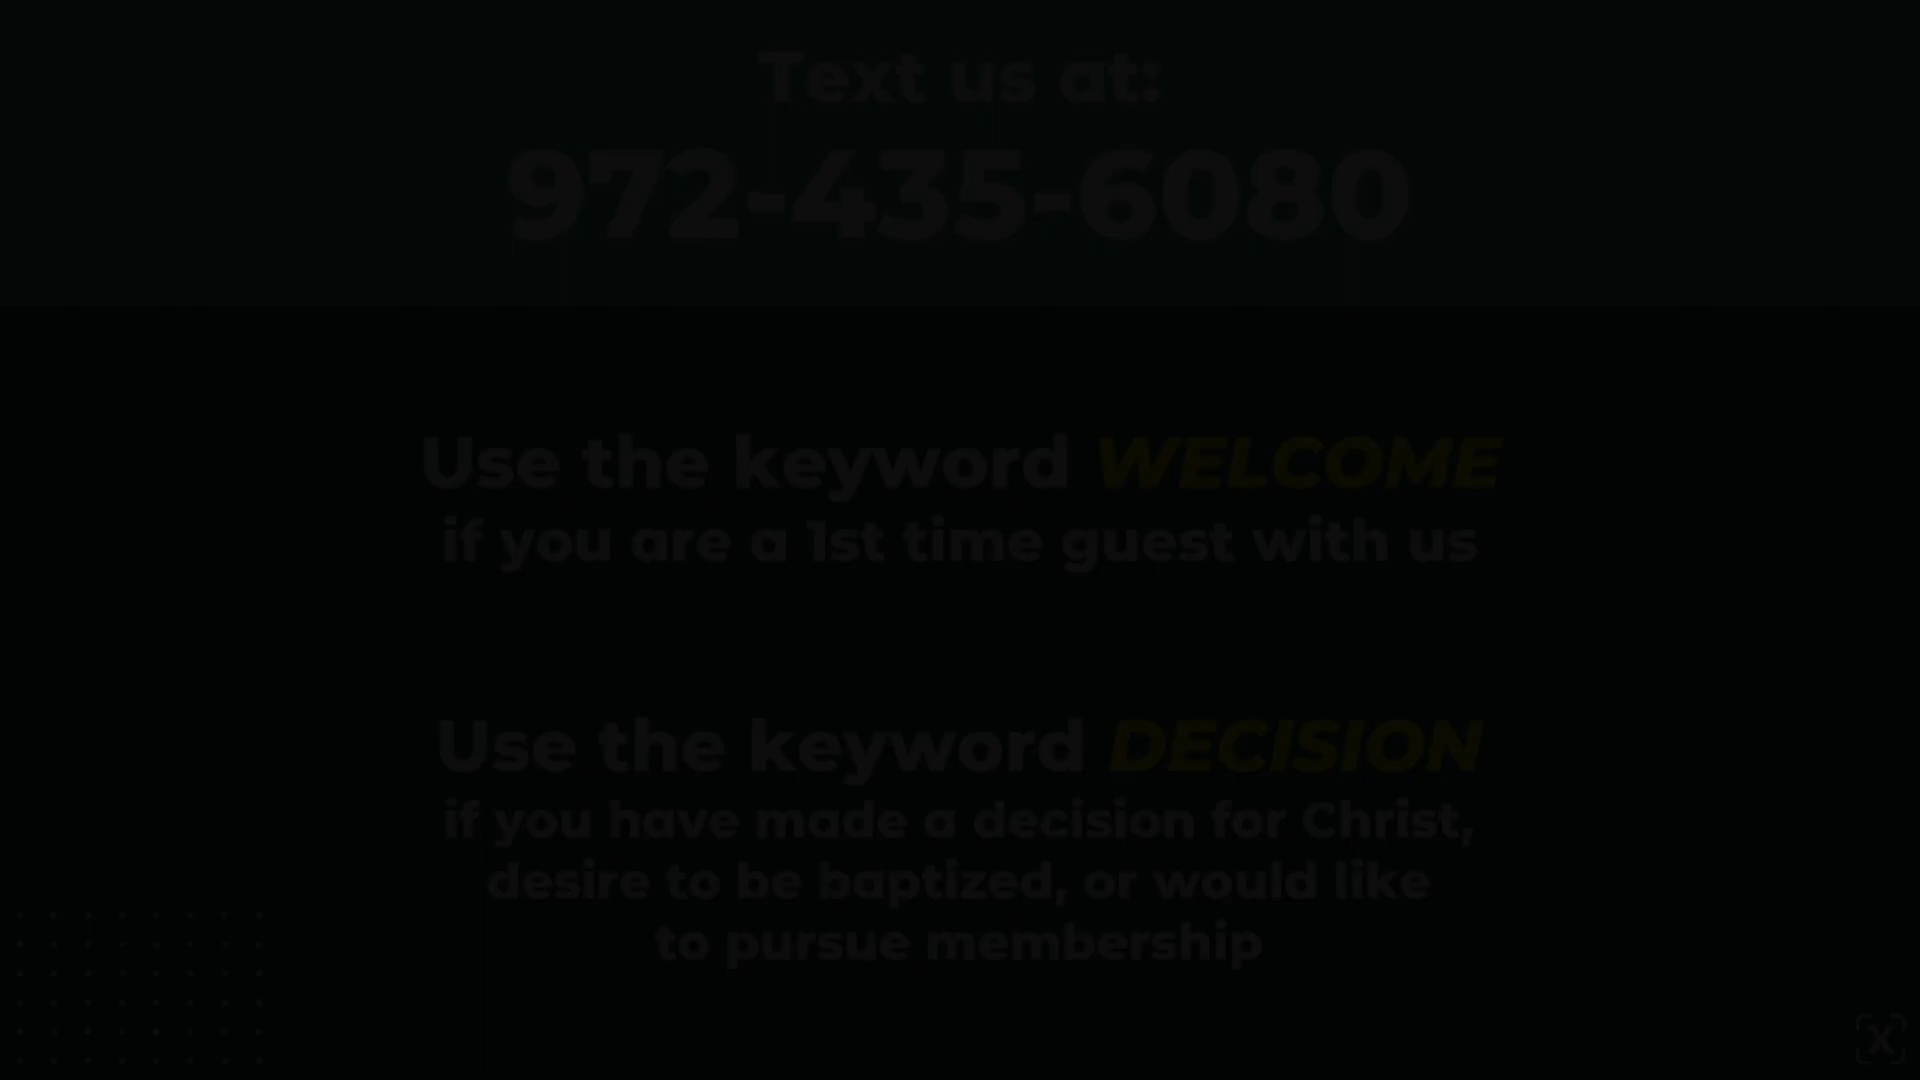 Text us at:
972-435-6080
Use the keyword WELCOME
if you are a 1st time guest with us
Use the keyword DECISION
if you have made a decision for Christ,
desire to be baptized, or would like
to pursue membership
X